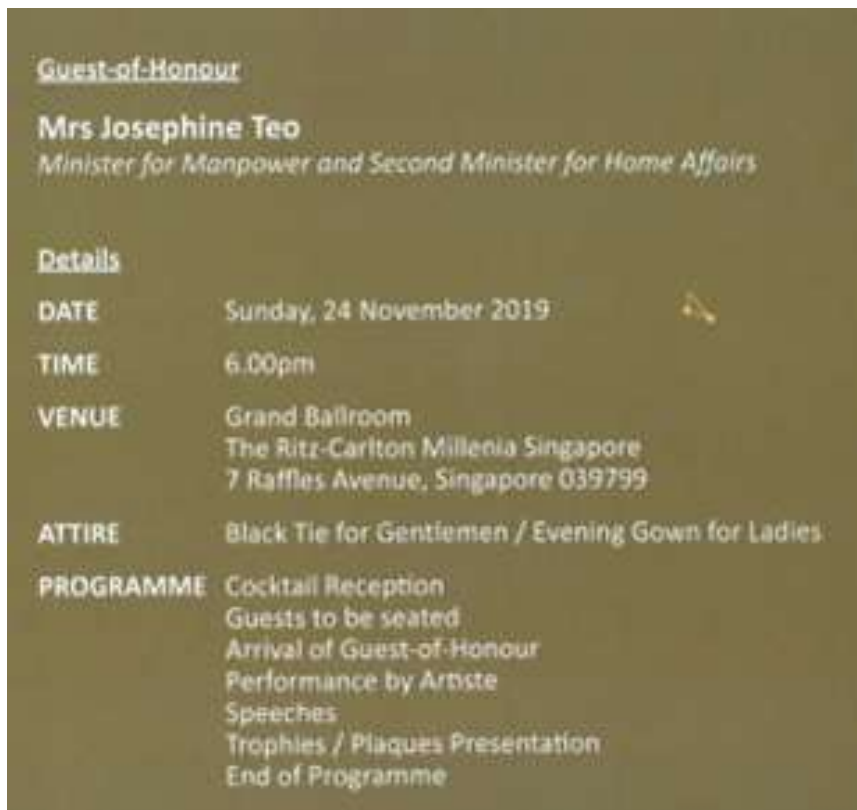 Guest-of-Honour
Mrs Josephine Teo
Minister for Manpower and Second Minister for Home Affairs
Details
DATE Sunday, 24 November 2019
TIME 6.00pm
VENUE Grand Ballroom
The Ritz-Carlton Millenia Singapore
7 Raffles Avenue, Singapore 039799
ATTIRE Black Tie for Gentlemen / Evening Gown for Ladies
PROGRAMME Cocktail Reception
Guests to be seated
Arrival of Guest-of-Honour
Performance by Artiste
Speeches
Trophies / Plaques Presentation
End of Programme